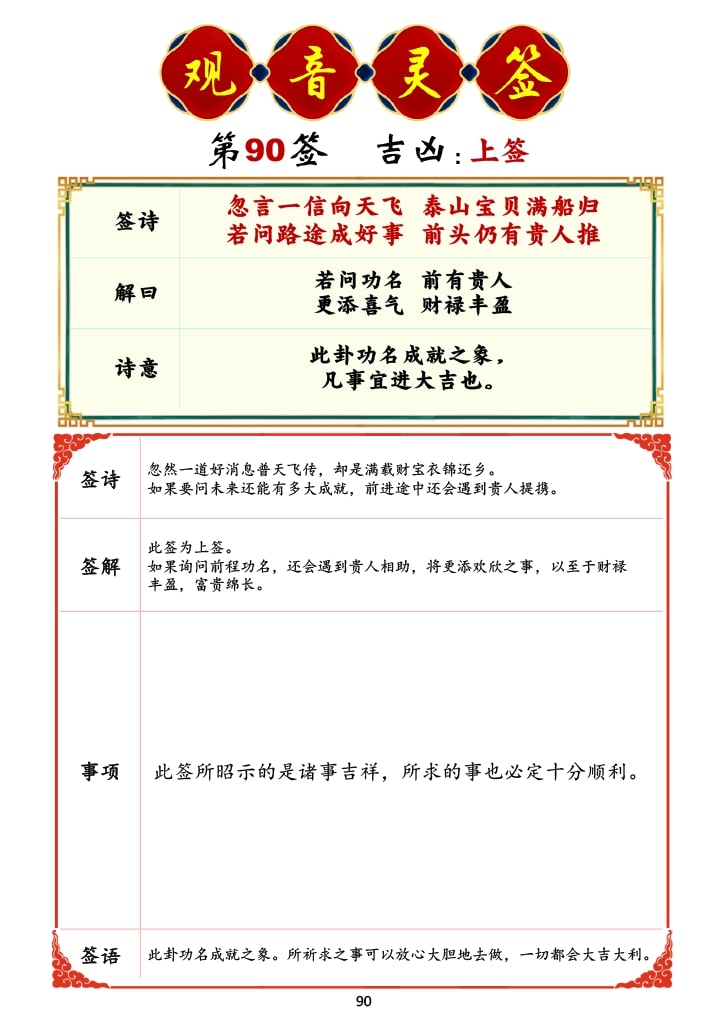 观音灵签
第90签 吉凶：上签
签诗
忽言一信向天飞 泰山宝贝满船归
若问路途成好事 前头仍有贵人推
解曰
若问功名 前有贵人
更添喜气 财禄丰盈
诗意
此卦功名成就之象，
凡事宜进大吉也。
签诗
忽然一道好消息普天飞传，却是满载财宝衣锦还乡。
如果要问未来还能有多大成就，前进途中还会遇到贵人提携。
签解
此签为上签。
如果询问前程功名，还会遇到贵人相助，将更添欢欣之事，以至于财禄
丰盈，富贵绵长。
事项
此签所昭示的是诸事吉祥，所求的事也必定十分顺利。
签语
此卦功名成就之象。所祈求之事可以放心大胆地去做，一切都会大吉大利。
90